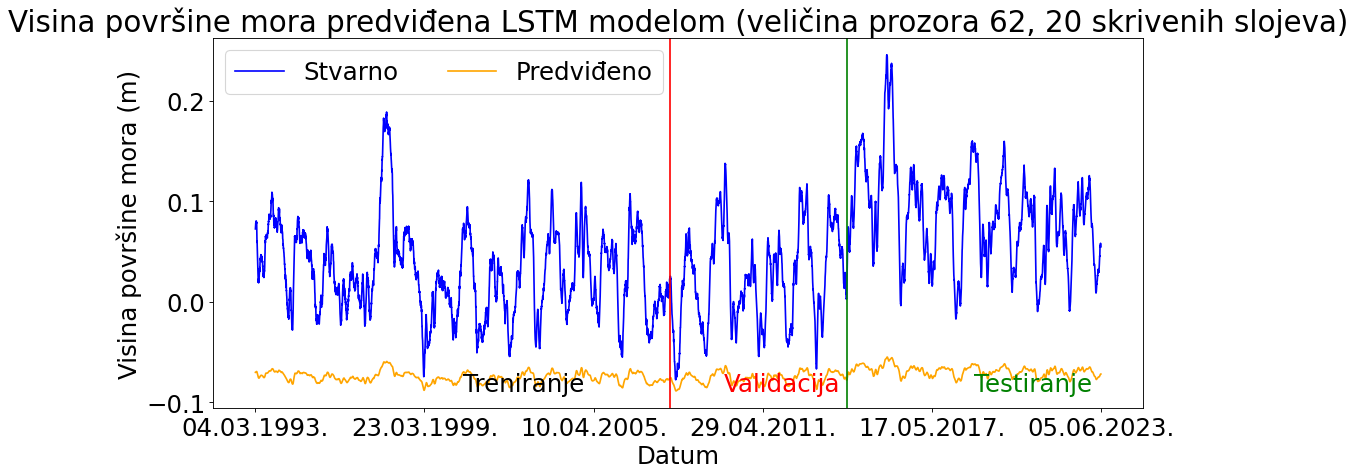 Visina površine mora predviđena LSTM modelom (veličina prozora 62, 20 skrivenih slojeva)
Stvarno
Predviđeno
Visina površine mora (m)
0.2
0.1
0.0
−0.1
Treniranje
Validacija
Testiranje
04.03.1993.
23.03.1999.
10.04.2005.
29.04.2011.
17.05.2017.
05.06.2023.
Datum